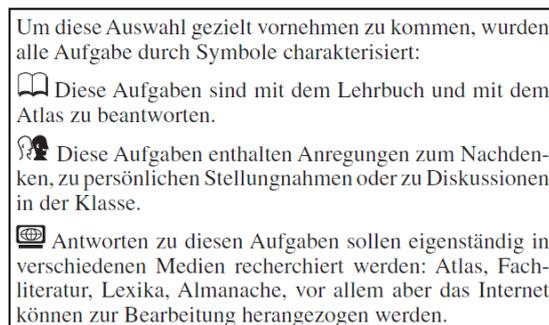 Um diese Auswahl gezielt vornehmen zu kommen, wurden
alle Aufgabe durch Symbole charakterisiert:
Diese Aufgaben sind mit dem Lehrbuch und mit dem
Atlas zu beantworten.
Diese Aufgaben enthalten Anregungen zum Nachden-
ken, zu persönlichen Stellungnahmen oder zu Diskussionen
in der Klasse.
Antworten zu diesen Aufgaben sollen eigenständig in
verschiedenen Medien recherchiert werden: Atlas, Fach-
literatur, Lexika, Almanache, vor allem aber das Internet
können zur Bearbeitung herangezogen werden.